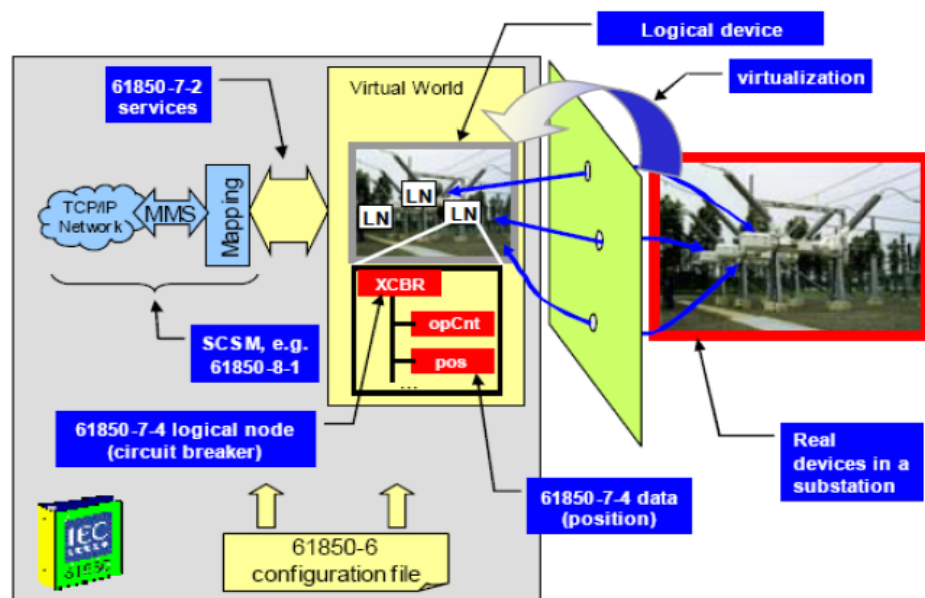 Logical device
61850-7-2
services
Virtual World
virtualization
LN
LN
LN
TCP/IP
Network
MMS
Mapping
XCBR
opCnt
pos
...
SCSM, e.g.
61850-8-1
61850-7-4 logical node
(circuit breaker)
Real
devices in a
substation
61850-7-4 data
(position)
IEC
61850
61850-6
configuration file